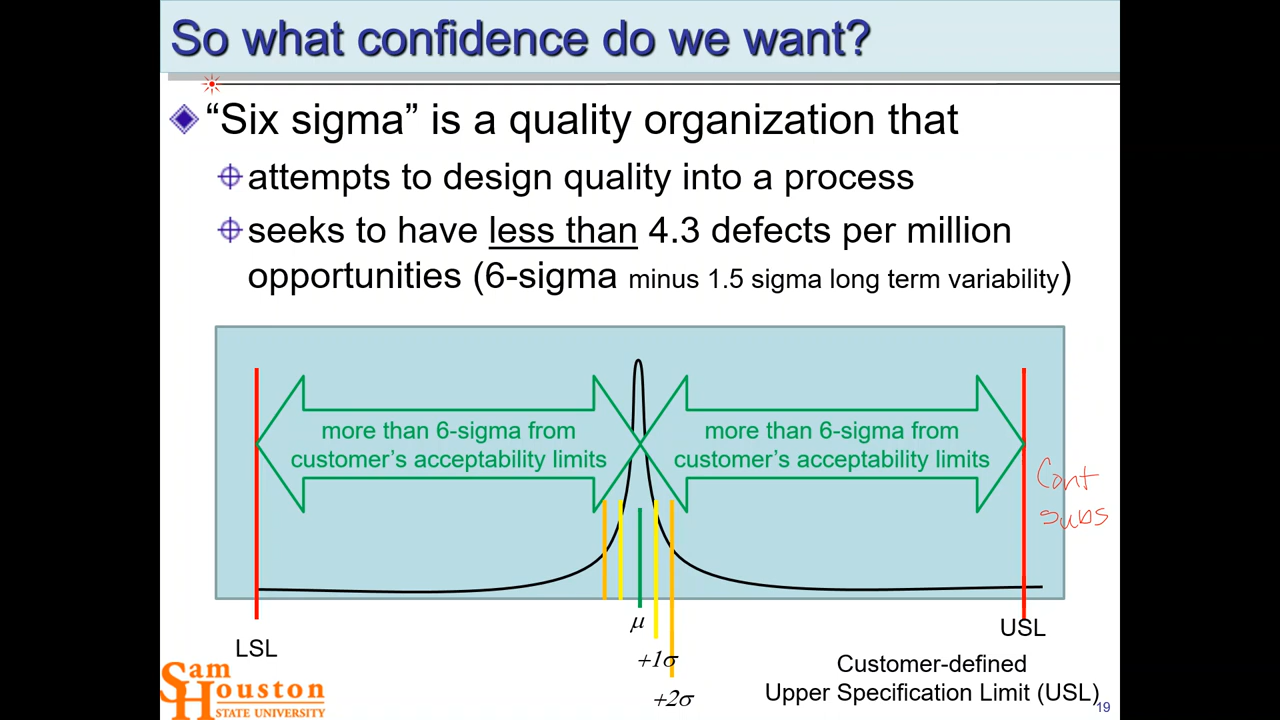 So what confidence do we want?
“Six sigma” is a quality organization that
attempts to design quality into a process
seeks to have less than 4.3 defects per million
opportunities (6-sigma minus 1.5 sigma long term variability)
more than 6-sigma from
customer’s acceptability limits
more than 6-sigma from
customer’s acceptability limits
Cont
subs
μ
LSL
USL
+1σ
+2σ
Customer-defined
Upper Specification Limit (USL)
Sam
Houston
STATE UNIVERSITY
19